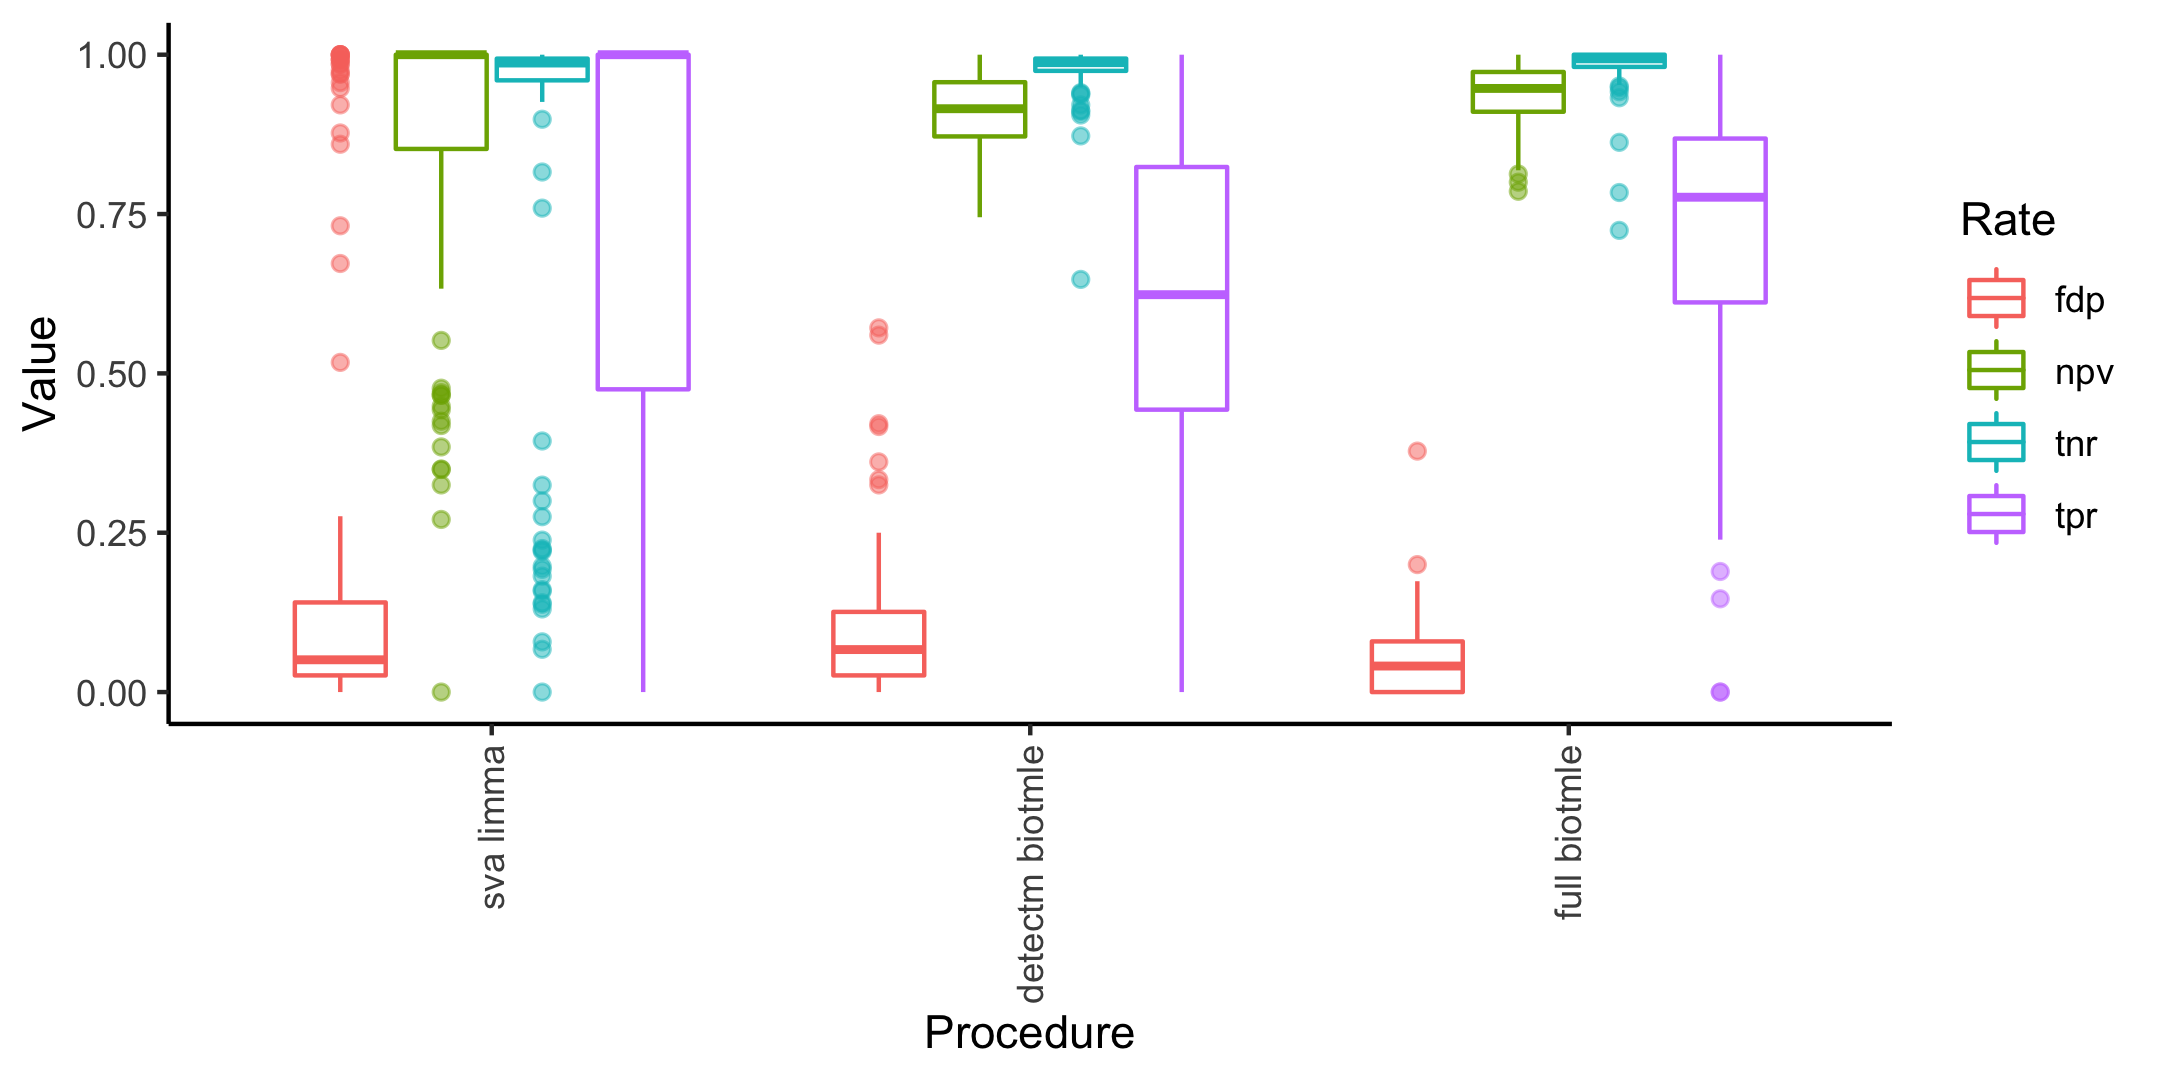 Value
1.00
0.75
0.50
0.25
0.00
sva limma
detectm biotmle
full biotmle
Procedure
Rate
fdp
npv
tnr
tpr